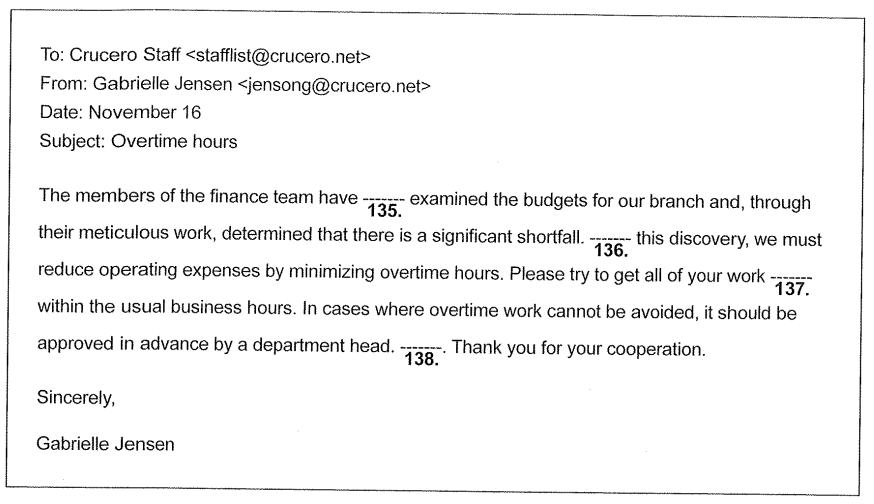 To: Crucero Staff <stafflist@crucero.net>
From: Gabrielle Jensen <jensong@crucero.net>
Date: November 16
Subject: Overtime hours
The members of the finance team have ------- examined the budgets for our branch and, through
135.
their meticulous work, determined that there is a significant shortfall. ------- this discovery, we must
136.
reduce operating expenses by minimizing overtime hours. Please try to get all of your work -------
137.
within the usual business hours. In cases where overtime work cannot be avoided, it should be
approved in advance by a department head. -------. Thank you for your cooperation.
138.
Sincerely,
Gabrielle Jensen